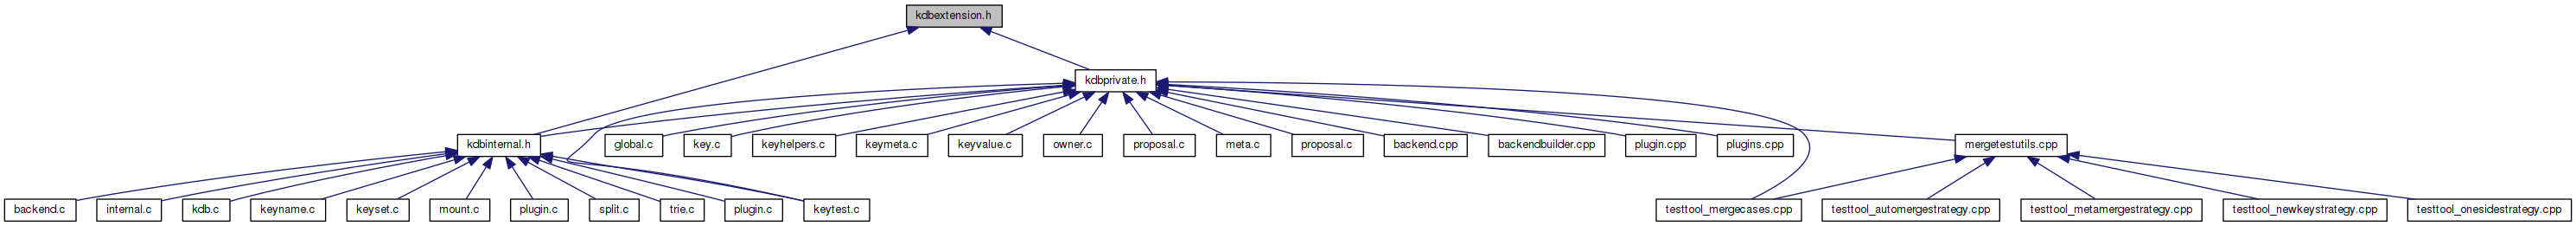 kdbextension.h
kdbprivate.h
kdbinternal.h
global.c
key.c
keyhelpers.c
keymeta.c
keyvalue.c
owner.c
proposal.c
meta.c
proposal.c
backend.cpp
backendbuilder.cpp
plugin.cpp
plugins.cpp
mergetestutils.cpp
backend.c
internal.c
kdb.c
keyname.c
keyset.c
mount.c
plugin.c
split.c
trie.c
plugin.c
keytest.c
testtool_mergecases.cpp
testtool_automergestrategy.cpp
testtool_metamergestrategy.cpp
testtool_newkeystrategy.cpp
testtool_onesidestrategy.cpp